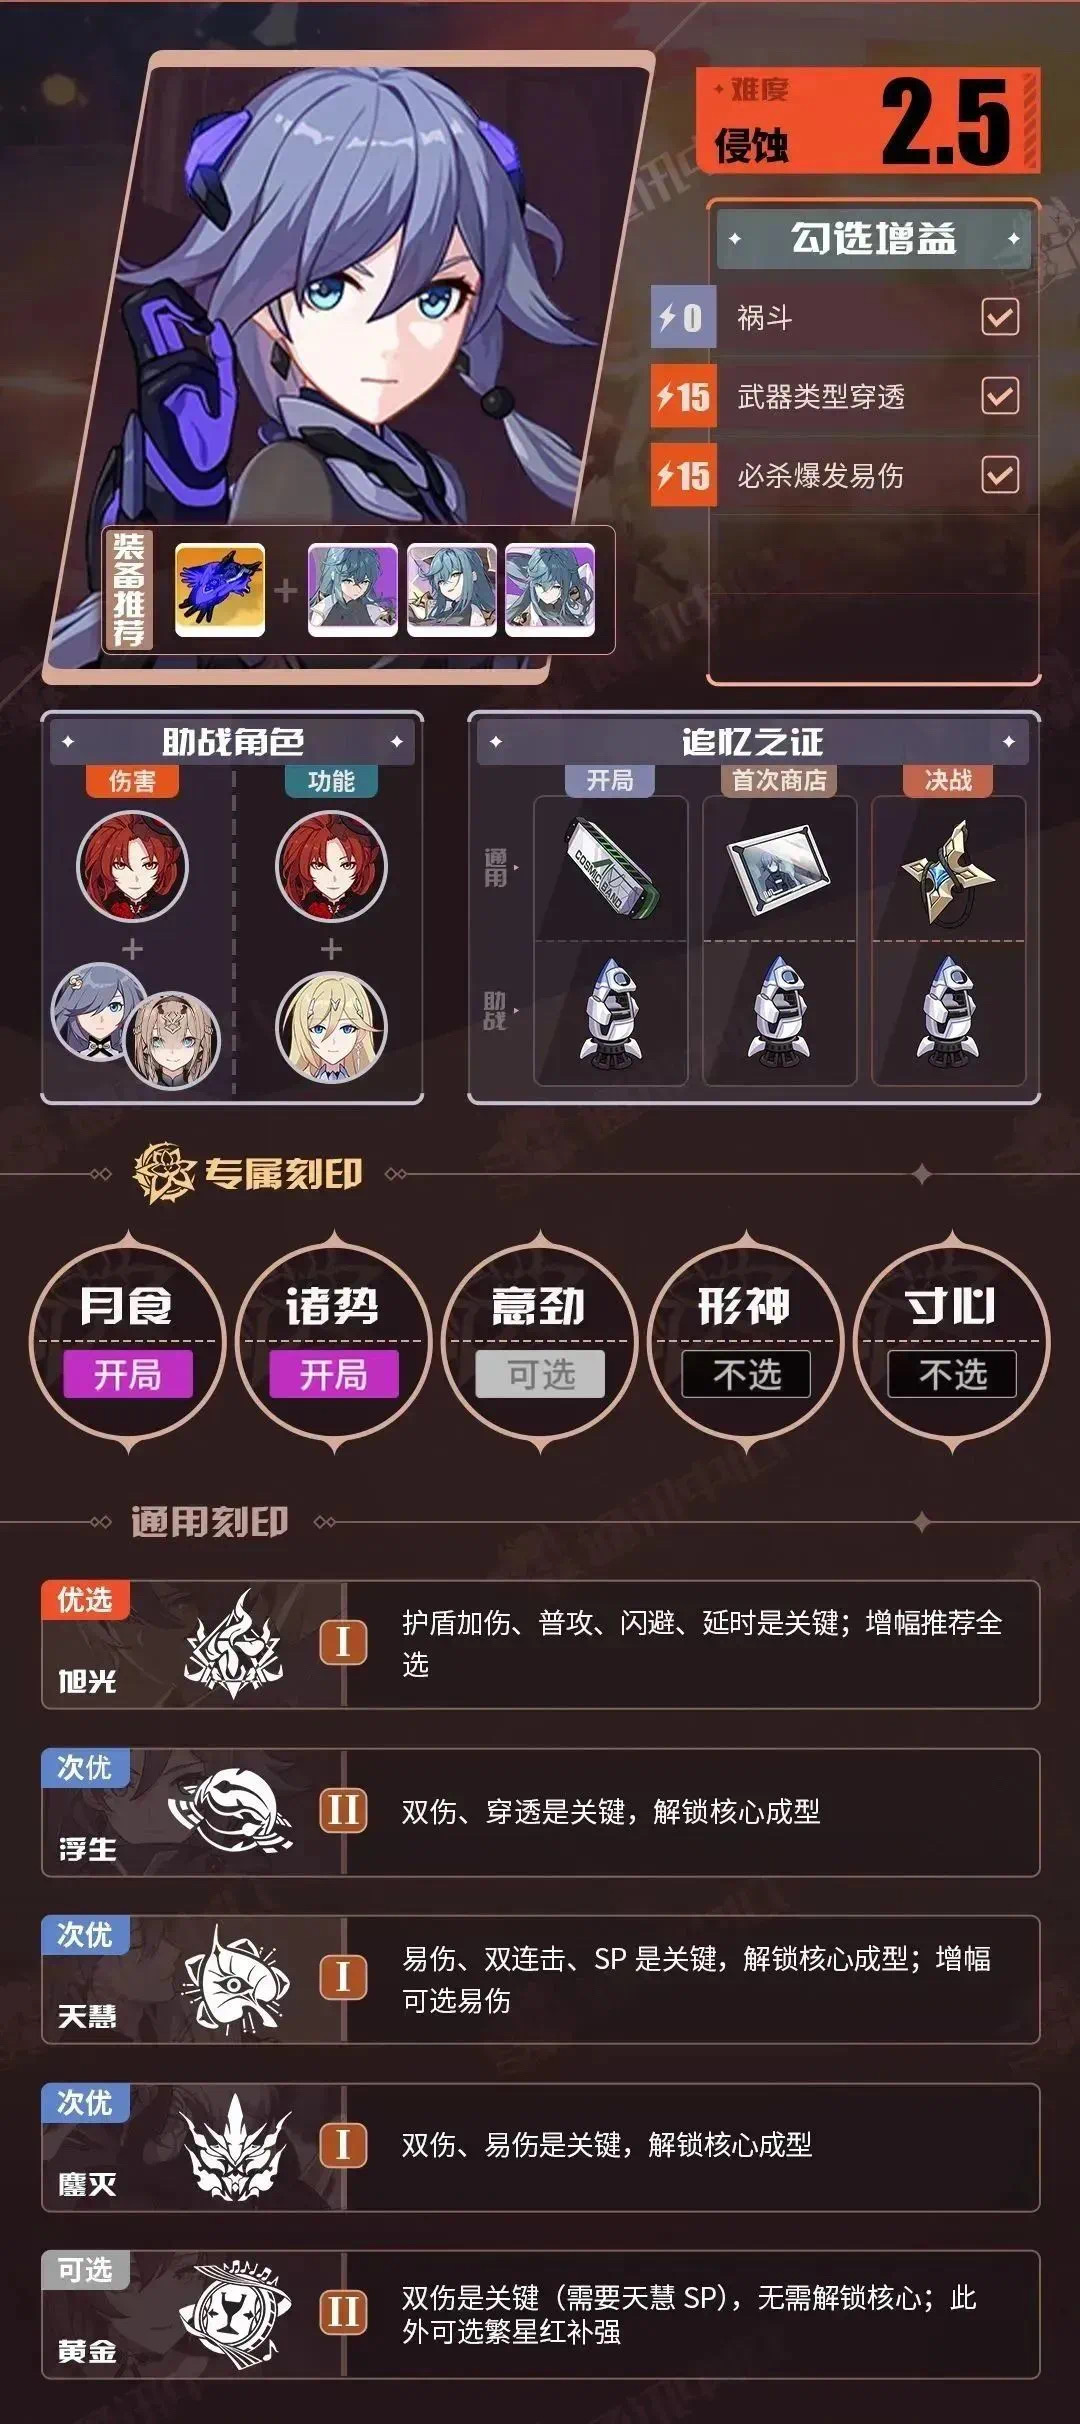 难度
侵蚀
2.5
勾选增益
0 祸斗
15 武器类型穿透
15 必杀爆发易伤
装备推荐
助战角色
伤害
功能
追忆之证
开局
首次商店
决战
通用
COSMIC BAND
助战
专属刻印
月食
开局
诸势
开局
意劲
可选
形神
不选
寸心
不选
通用刻印
优选
旭光
I
护盾加伤、普攻、闪避、延时是关键；增幅推荐全
选
次优
浮生
II
双伤、穿透是关键，解锁核心成型
次优
天慧
I
易伤、双连击、SP 是关键，解锁核心成型；增幅
可选易伤
次优
鏖灭
I
双伤、易伤是关键，解锁核心成型
可选
黄金
II
双伤是关键（需要天慧 SP），无需解锁核心；此
外可选繁星红补强